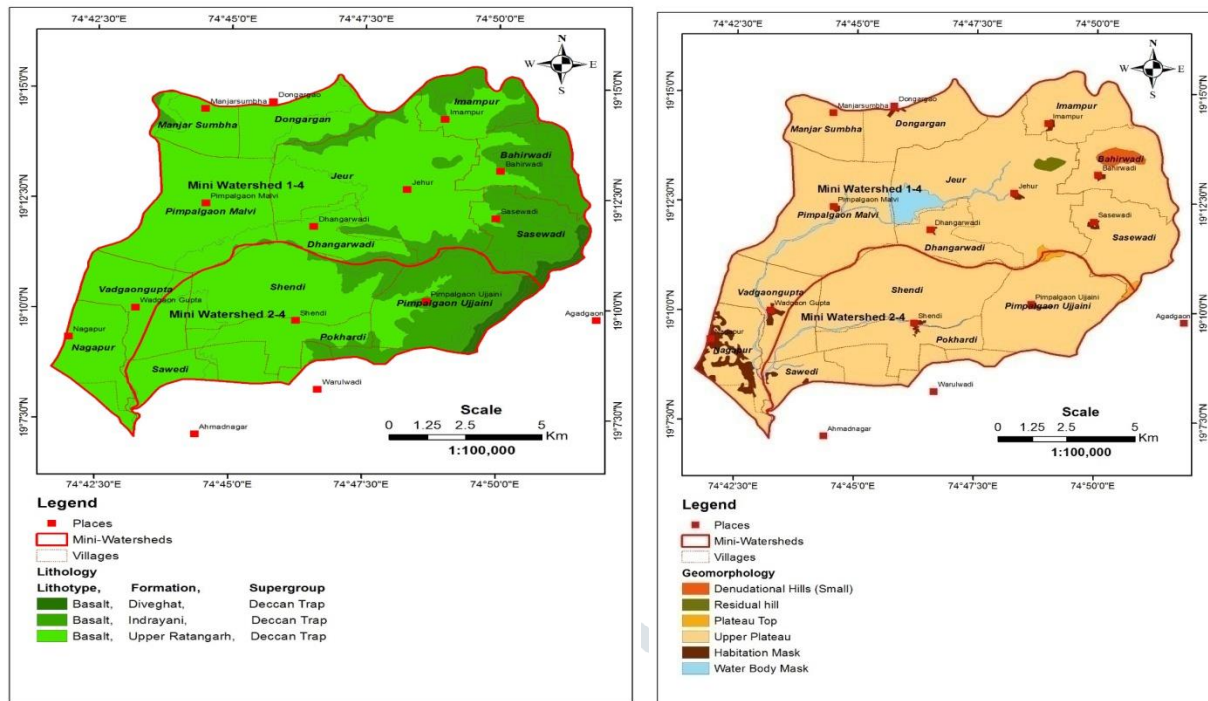 74°42'30"E 74°45'0"E 74°47'30"E 74°50'0"E
N
W E
S
19°15'0"N
19°12'30"N
19°10'0"N
19°7'30"N
19°15'0"N
19°12'30"N
19°10'0"N
19°7'30"N
Manjarsumbha
Dongargao
Manjar Sumbha
Dongargan
Imampur
Imampur
Bahirwadi
Bahirwadi
Jeur
Jehur
Mini Watershed 1-4
Pimpalgaon Malvi
Pimpalgaon Malvi
Sasewadi
Sasewadi
Dhangarwadi
Dhangarwadi
Vadgaongupta
Wadgaon Gupta
Shendi
Pimpalgaon Ujjaini
Pimpalgaon Ujjaini
Mini Watershed 2-4
Shendi
Agadgaon
Nagapur
Nagapur
Pokhardi
Sawedi
Warulwadi
Ahmadnagar
Scale
2.5 1.25 0 2.5 5
Km
1:100,000
74°42'30"E 74°45'0"E 74°47'30"E 74°50'0"E
Legend
Places
Mini-Watersheds
Villages
Lithology
Lithotype, Formation, Supergroup
Basalt, Diveghat, Deccan Trap
Basalt, Indrayani, Deccan Trap
Basalt, Upper Ratangarh, Deccan Trap
74°42'30"E 74°45'0"E 74°47'30"E 74°50'0"E
N
W E
S
19°15'0"N
19°12'30"N
19°10'0"N
19°7'30"N
19°15'0"N
19°12'30"N
19°10'0"N
19°7'30"N
Manjarsumbha
Dongargao
Manjar Sumbha
Dongargan
Imampur
Imampur
Bahirwadi
Bahirwadi
Jeur
Jehur
Mini Watershed 1-4
Pimpalgaon Malvi
Pimpalgaon Malvi
Sasewadi
Sasewadi
Dhangarwadi
Dhangarwadi
Vadgaongupta
Wadgaon Gupta
Shendi
Pimpalgaon Ujjaini
Pimpalgaon Ujjaini
Mini Watershed 2-4
Shendi
Agadgaon
Nagapur
Nagapur
Pokhardi
Sawedi
Warulwadi
Ahmadnagar
Scale
2.5 1.25 0 2.5 5
Km
1:100,000
74°42'30"E 74°45'0"E 74°47'30"E 74°50'0"E
Legend
Places
Mini-Watersheds
Villages
Geomorphology
Denudational Hills (Small)
Residual hill
Plateau Top
Upper Plateau
Habitation Mask
Water Body Mask